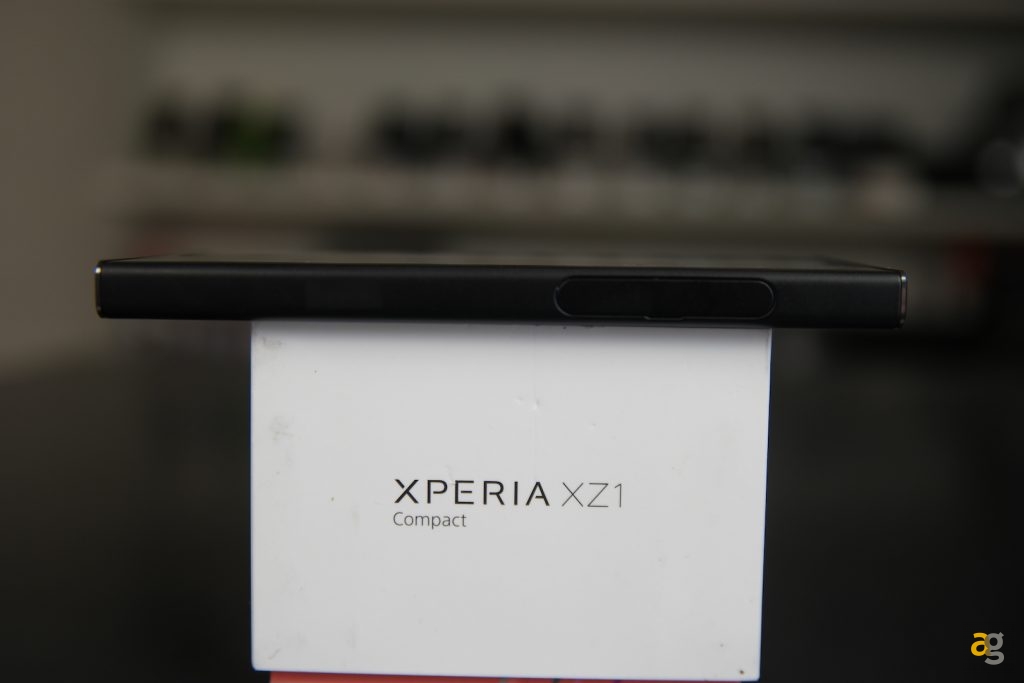 XPERIA XZ1
Compact
ag